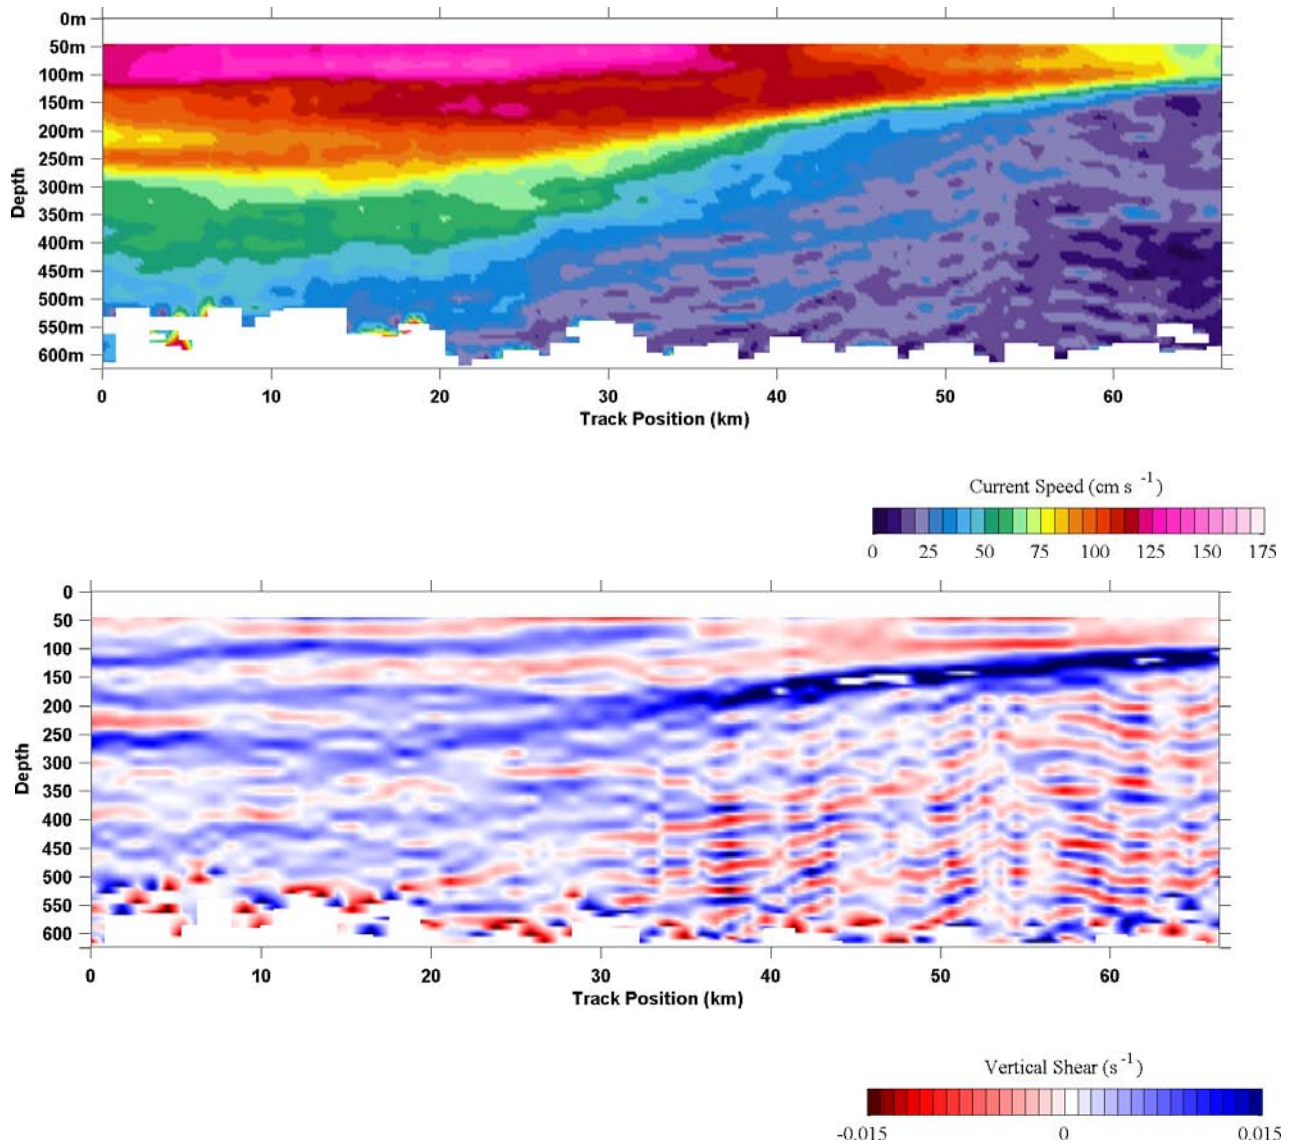 0m
50m
100m
150m
200m
250m
300m
350m
400m
450m
500m
550m
600m
Depth
0 10 20 30 40 50 60
Track Position (km)
Current Speed (cm s -1)
0 25 50 75 100 125 150 175
0
50
100
150
200
250
300
350
400
450
500
550
600
Depth
0 10 20 30 40 50 60
Track Position (km)
Vertical Shear (s -1)
-0.015 0 0.015